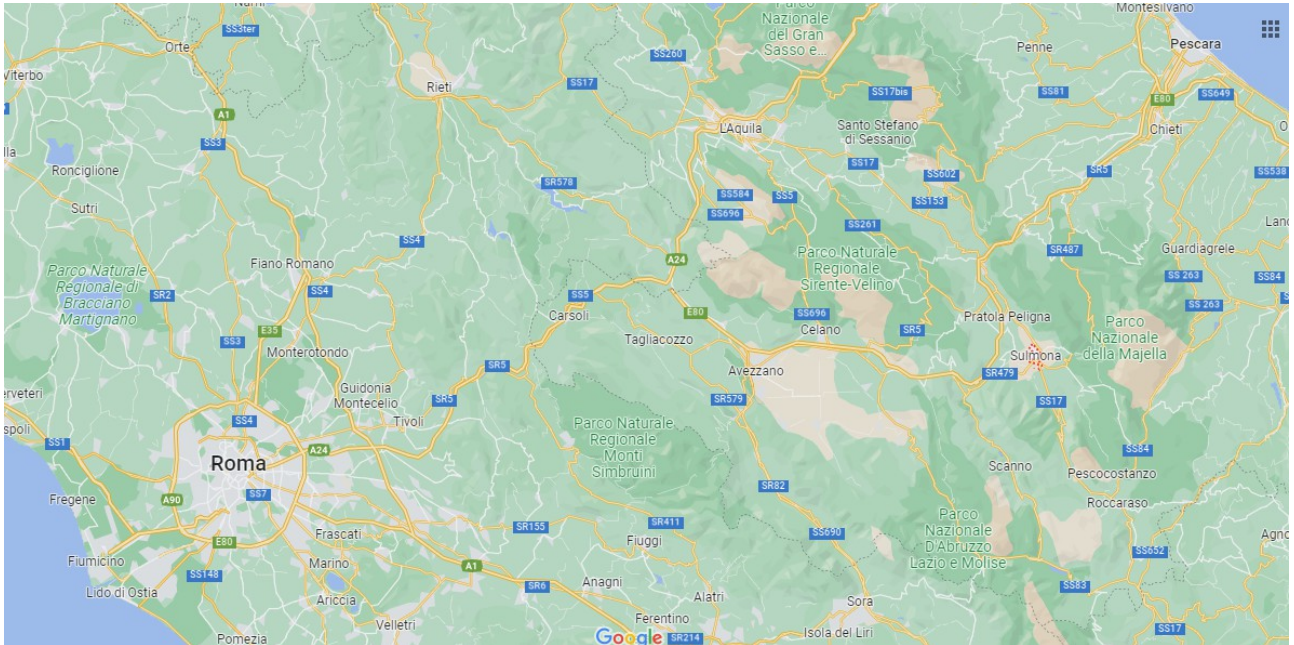 Montesilvano
Parco
Nazionale
del Gran
Sasso e...
SS3ter
Orte
SS260
Penne
Pescara
Viterbo
Rieti
SS17
SS17bis
SS81
E80
SS649
A1
L'Aquila
Santo Stefano
di Sessanio
Chieti
SS3
Ronciglione
SS17
SS602
SR5
SS538
SR578
SS584
SS5
SS153
Sutri
SS696
SS261
SS4
SR487
Guardiagrele
Fiano Romano
A24
Parco Naturale
Regionale
Sirente-Velino
SS84
Parco Naturale
Regionale di
Bracciano
Martignano
SR2
SS4
SS5
SS 263
SS 263
Carsoli
E80
SS696
Celano
SR5
Pratola Peligna
E35
SS3
Tagliacozzo
Parco
Nazionale
della Majella
Monterotondo
Sulmona
SR5
Avezzano
SR479
Guidonia
Montecelio
SR5
SR579
SS17
Tivoli
SS4
Parco Naturale
Regionale
Monti
Simbruini
SS1
A24
SS84
Roma
Scanno
Pescocostanzo
Fregene
A90
SS7
SR82
Roccaraso
Parco
Nazionale
D'Abruzzo
Lazio e Molise
SR155
SR411
SS690
Frascati
Fiuggi
E80
SS652
Fiumicino
Marino
A1
SS148
SR6
Anagni
SS83
Lido di Ostia
Ariccia
Alatri
Sora
Velletri
Ferentino
Pomezia
Google
SR214
Isola del Liri
SS17